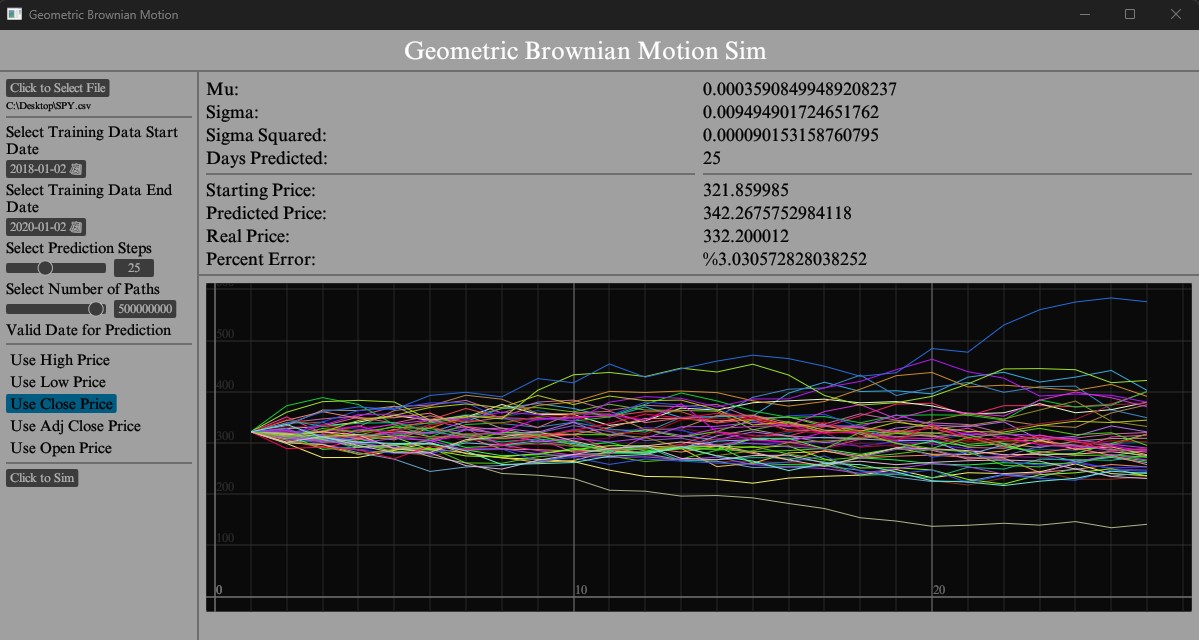 Geometric Brownian Motion
Geometric Brownian Motion Sim
Click to Select File
C:\Desktop\SPY.csv
Select Training Data Start
Date
2018-01-02
Select Training Data End
Date
2020-01-02
Select Prediction Steps
25
Select Number of Paths
500000000
Valid Date for Prediction
Use High Price
Use Low Price
Use Close Price
Use Adj Close Price
Use Open Price
Click to Sim
Mu: 0.00035908499489208237
Sigma: 0.009494901724651762
Sigma Squared: 0.000090153158760795
Days Predicted: 25
Starting Price: 321.859985
Predicted Price: 342.2675752984118
Real Price: 332.200012
Percent Error: %3.030572828038252
600
500
400
300
200
100
0 10 20